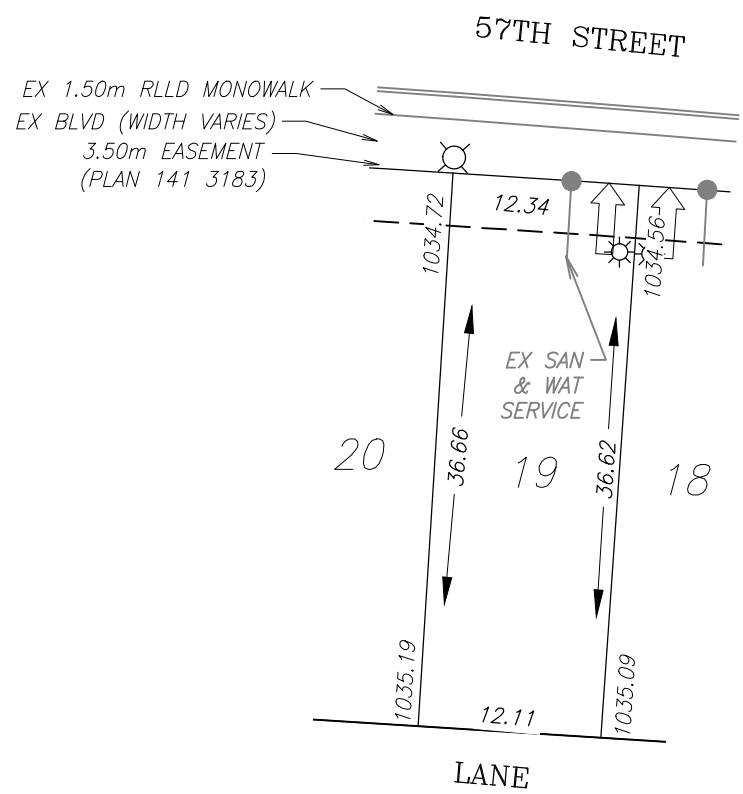 57TH STREET
EX 1.50m RLLD MONOWALK
EX BLVD (WIDTH VARIES)
3.50m EASEMENT
(PLAN 141 3183)
1034.72
12.34
1034.56
EX SAN
& WAT
SERVICE
20
36.66
19
36.62
18
1035.19
12.11
1035.09
LANE